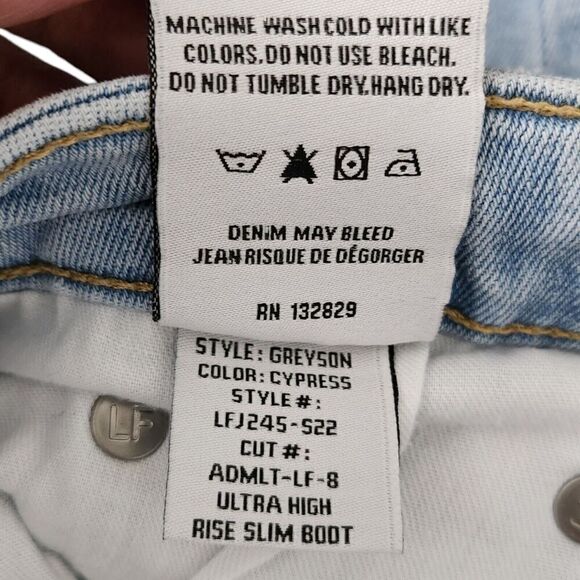 MACHINE WASH COLD WITH LIKE
COLORS.DO NOT USE BLEACH.
DO NOT TUMBLE DRY.HANG DRY.
DENIM MAY BLEED
JEAN RISQUE DE DÉGORGER
RN 132829
STYLE: GREYSON
COLOR: CYPRESS
STYLE #:
LFJ245-S22
CUT #:
ADMLT-LF-8
ULTRA HIGH
RISE SLIM BOOT
LF